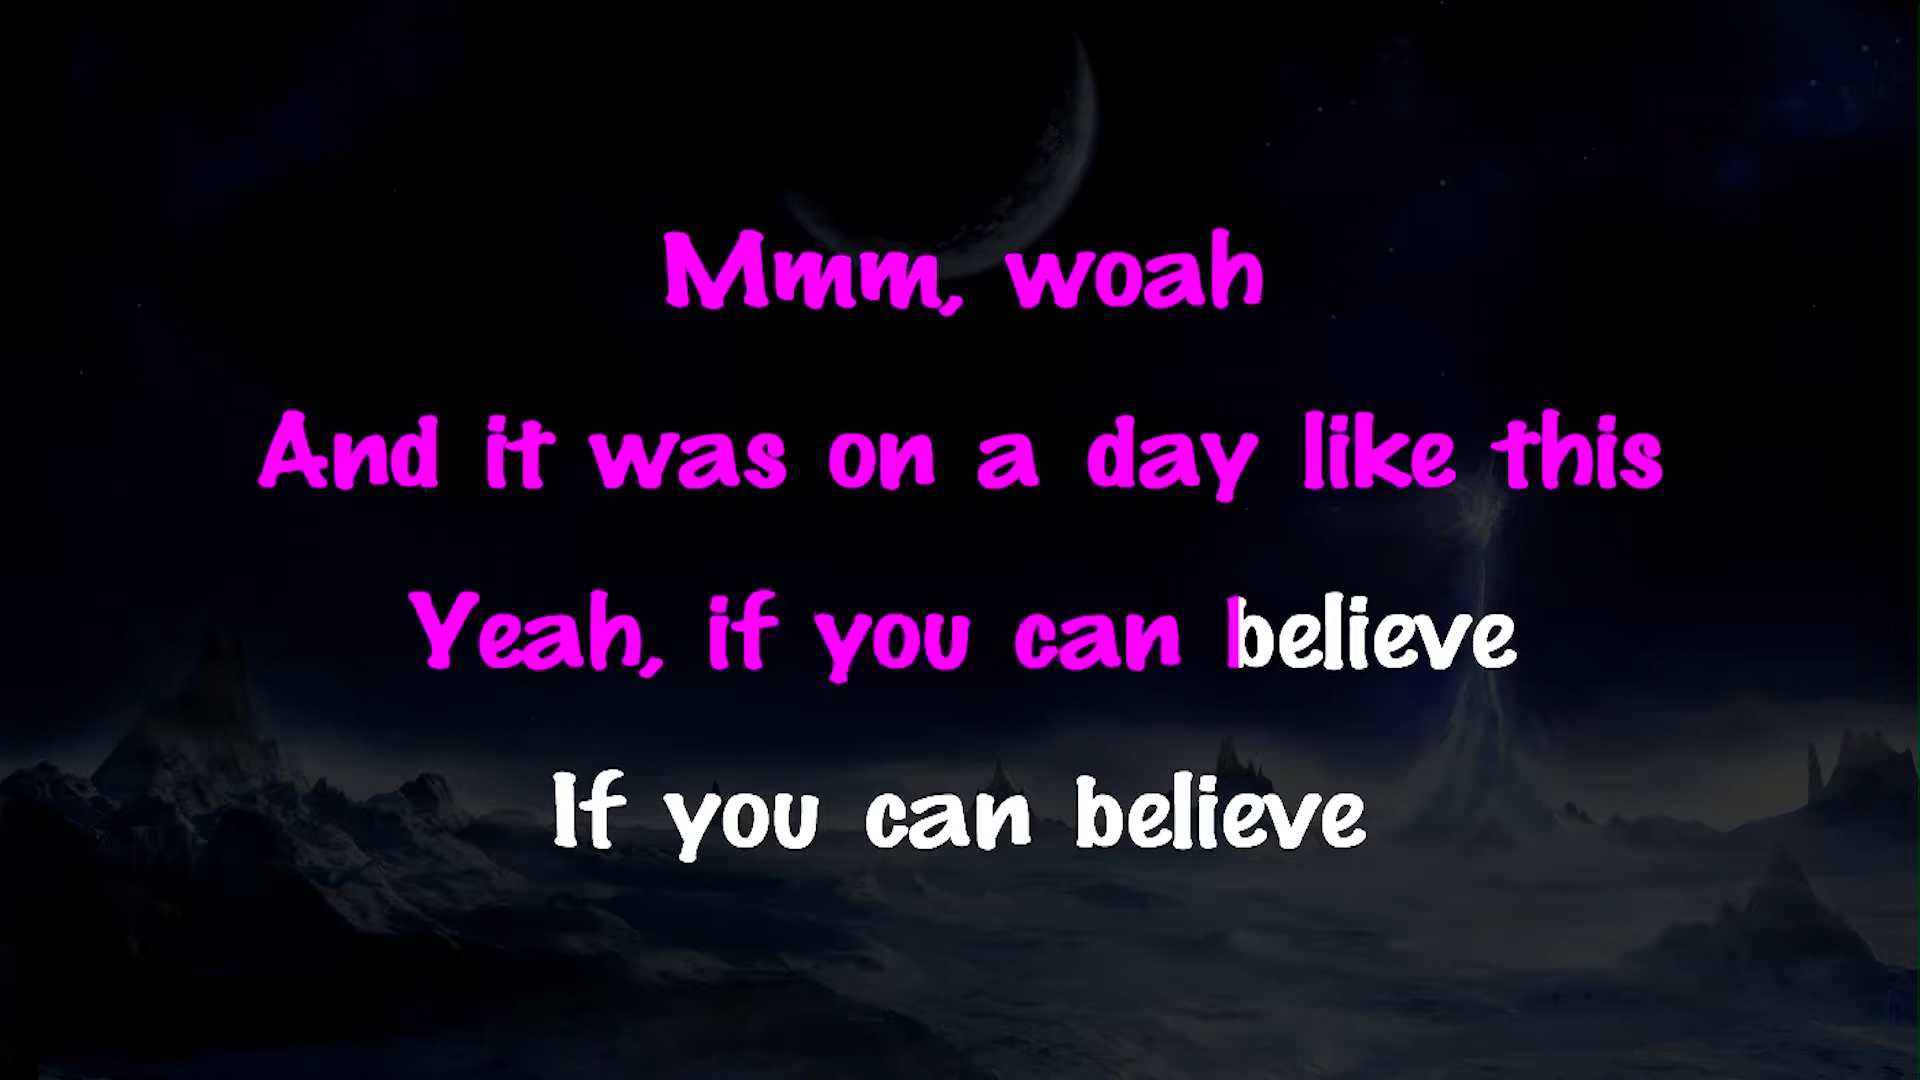 Mmm, woah
And it was on a day like this
Yeah, if you can believe
If you can believe